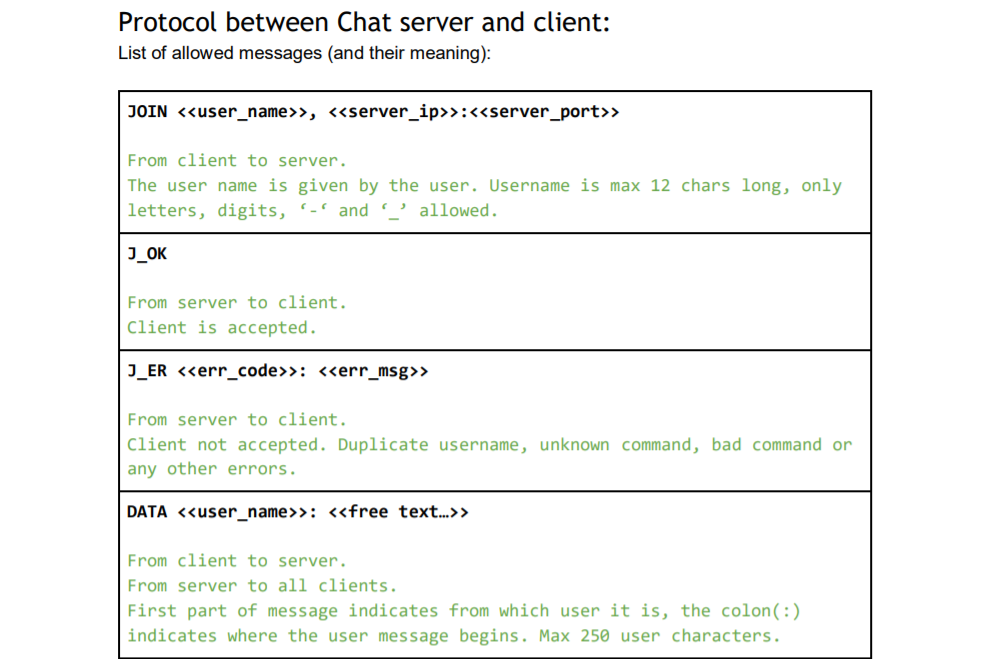 Protocol between Chat server and client:
List of allowed messages (and their meaning):
JOIN <<user_name>>, <<server_ip>>:<<server_port>>
From client to server.
The user name is given by the user. Username is max 12 chars long, only
letters, digits, ‘-‘ and ‘_’ allowed.
J_OK
From server to client.
Client is accepted.
J_ER <<err_code>>: <<err_msg>>
From server to client.
Client not accepted. Duplicate username, unknown command, bad command or
any other errors.
DATA <<user_name>>: <<free text…>>
From client to server.
From server to all clients.
First part of message indicates from which user it is, the colon(:)
indicates where the user message begins. Max 250 user characters.